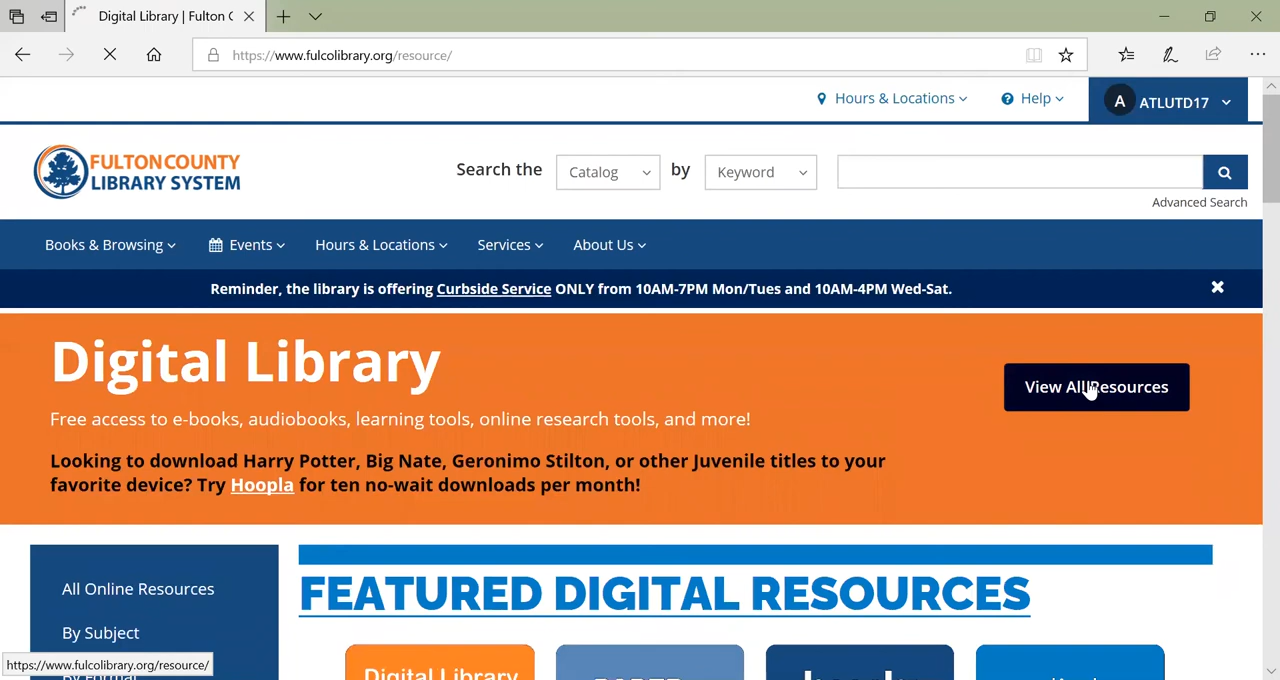 Digital Library | Fulton C
https://www.fulcolibrary.org/resource/
Hours & Locations
Help
A ATLUTD17
FULTON COUNTY
LIBRARY SYSTEM
Search the Catalog by Keyword
Advanced Search
Books & Browsing Events Hours & Locations Services About Us
Reminder, the library is offering Curbside Service ONLY from 10AM-7PM Mon/Tues and 10AM-4PM Wed-Sat.
Digital Library
View All Resources
Free access to e-books, audiobooks, learning tools, online research tools, and more!
Looking to download Harry Potter, Big Nate, Geronimo Stilton, or other Juvenile titles to your
favorite device? Try Hoopla for ten no-wait downloads per month!
All Online Resources
FEATURED DIGITAL RESOURCES
By Subject
https://www.fulcolibrary.org/resource/
By Format
Digital Library